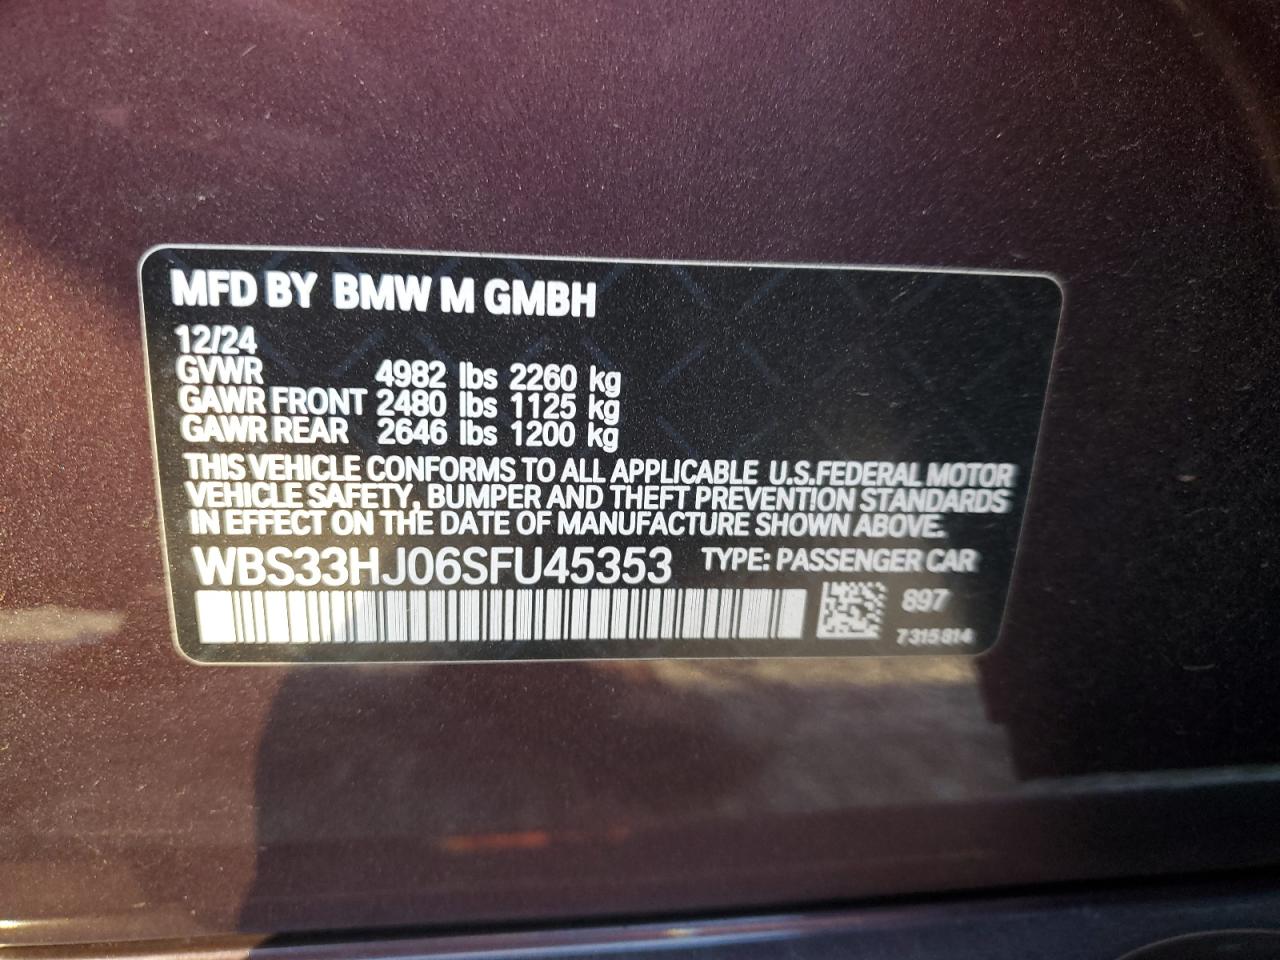 MFD BY BMW M GMBH
12/24
GVWR 4982 lbs 2260 kg
GAWR FRONT 2480 lbs 1125 kg
GAWR REAR 2646 lbs 1200 kg
THIS VEHICLE CONFORMS TO ALL APPLICABLE U.S.FEDERAL MOTOR
VEHICLE SAFETY, BUMPER AND THEFT PREVENTION STANDARDS
IN EFFECT ON THE DATE OF MANUFACTURE SHOWN ABOVE.
WBS33HJ06SFU45353 TYPE: PASSENGER CAR
897
7315814